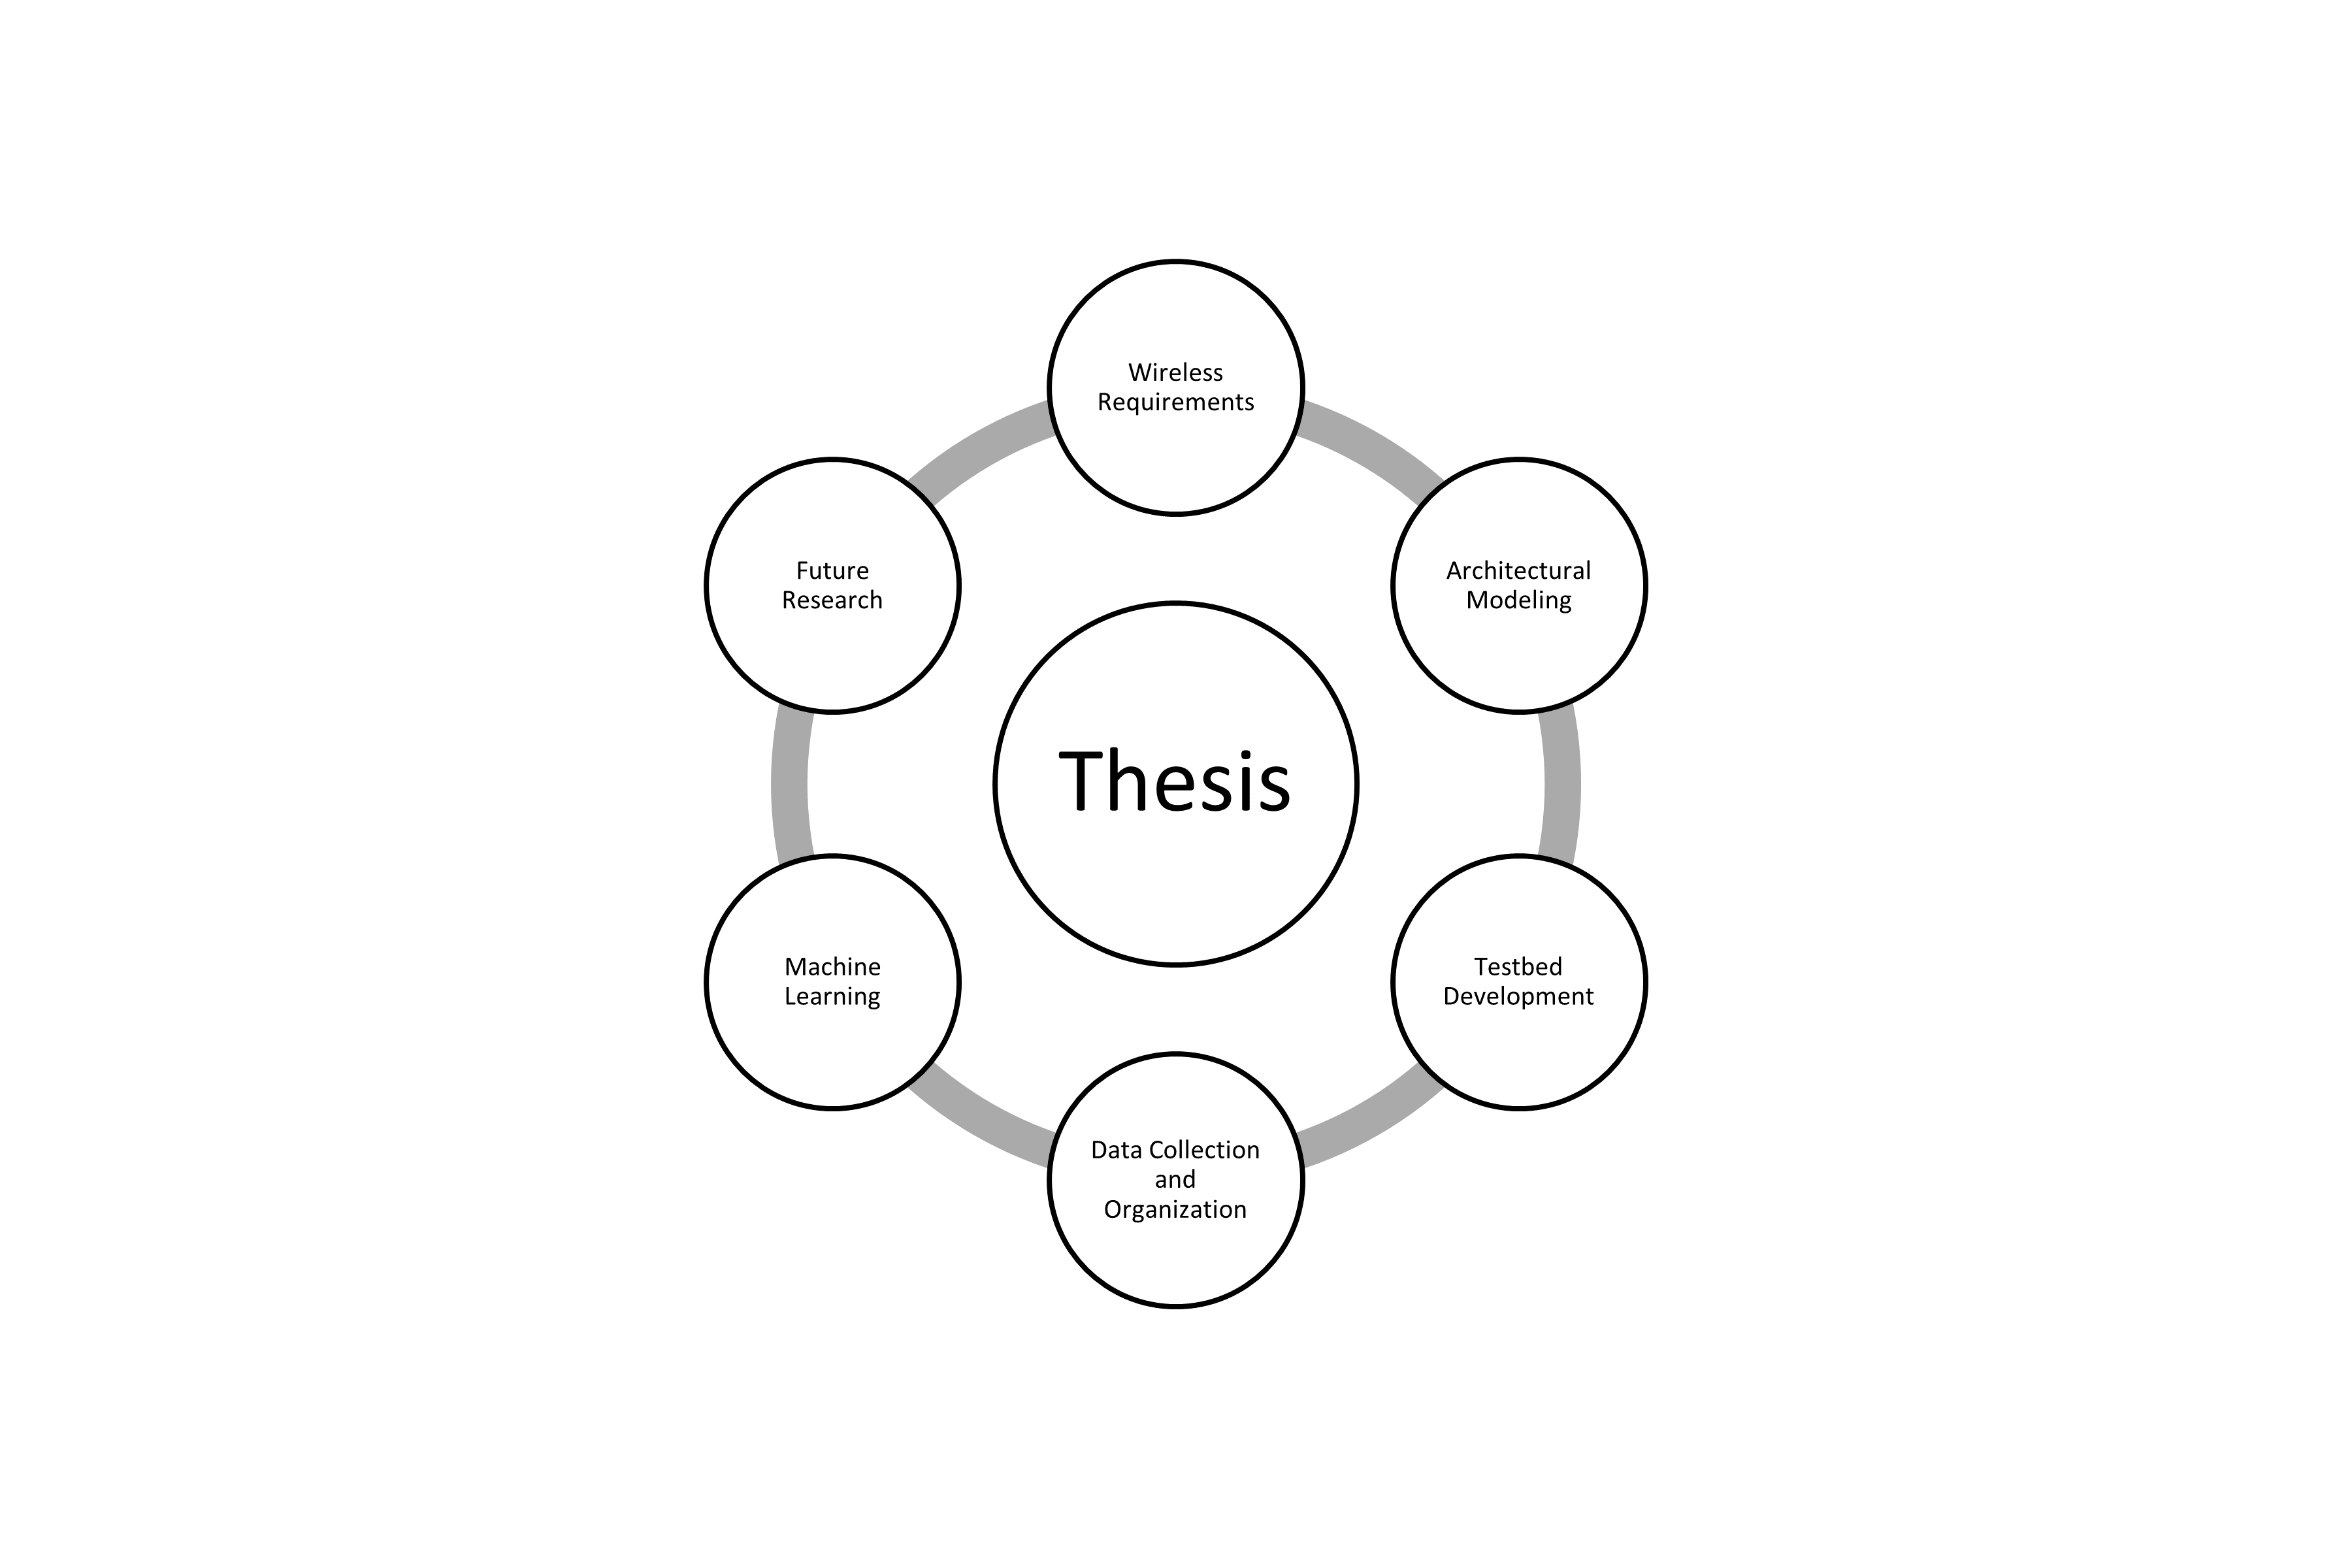 Wireless
Requirements
Architectural
Modeling
Testbed
Development
Data Collection
and
Organization
Machine
Learning
Future
Research
Thesis